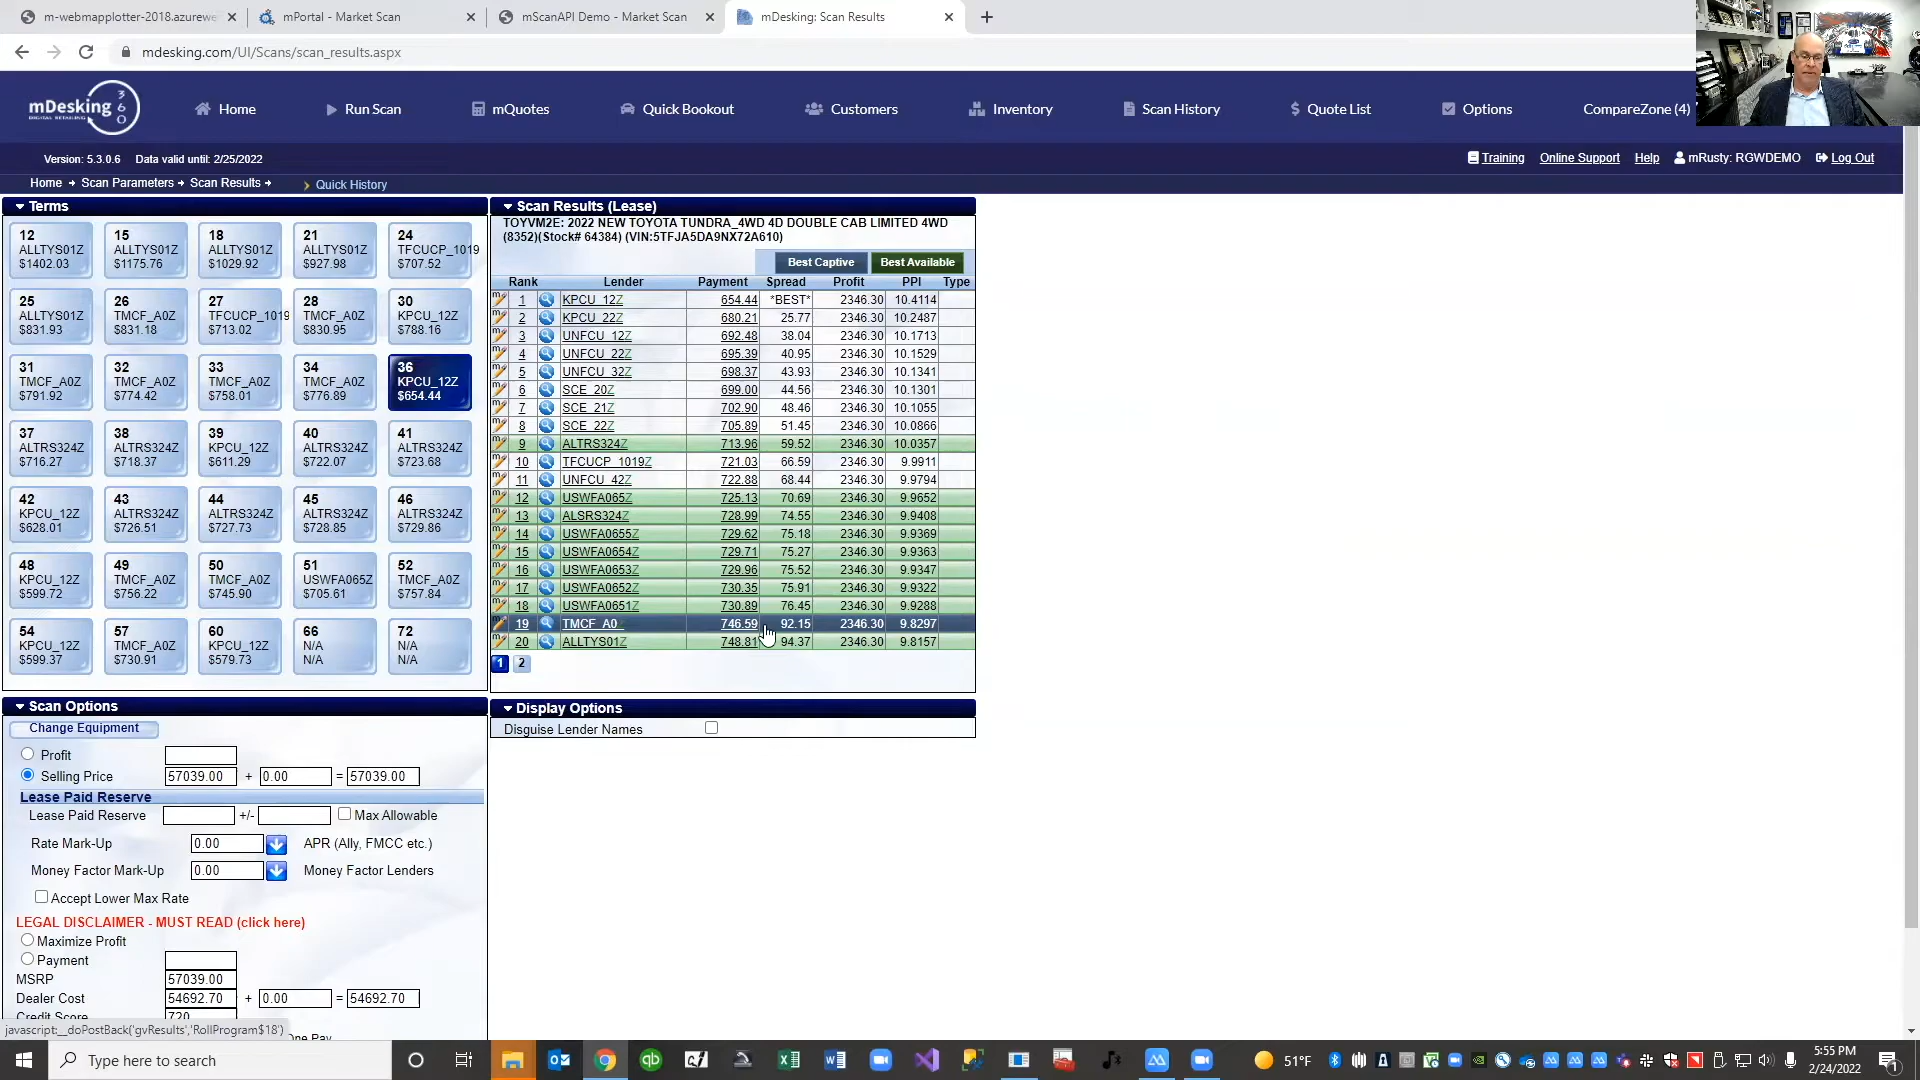 m-webmapplotter-2018.azurewe
mPortal - Market Scan
mScanAPI Demo - Market Scan
mDesking: Scan Results
mdesking.com/UI/Scans/scan_results.aspx
mDesking 360
DIGITAL RETAILING
Home
Run Scan
mQuotes
Quick Bookout
Customers
Inventory
Scan History
Quote List
Options
CompareZone (4)
Version: 5.3.0.6 Data valid until: 2/25/2022
Training Online Support Help mRusty: RGWDEMO Log Out
Home Scan Parameters Scan Results Quick History
Terms
12 15 18 21 24
ALLTYS01Z ALLTYS01Z ALLTYS01Z ALLTYS01Z TFCUCP_1019
$1402.03 $1175.76 $1029.92 $927.98 $707.52
25 26 27 28 30
ALLTYS01Z TMCF_A0Z TFCUCP_1019 TMCF_A0Z KPCU_12Z
$831.93 $831.18 $713.02 $830.95 $788.16
31 32 33 34 36
TMCF_A0Z TMCF_A0Z TMCF_A0Z TMCF_A0Z KPCU_12Z
$791.92 $774.42 $758.01 $776.89 $654.44
37 38 39 40 41
ALTRS324Z ALTRS324Z KPCU_12Z ALTRS324Z ALTRS324Z
$716.27 $718.37 $611.29 $722.07 $723.68
42 43 44 45 46
KPCU_12Z ALTRS324Z ALTRS324Z ALTRS324Z ALTRS324Z
$628.01 $726.51 $727.73 $728.85 $729.86
48 49 50 51 52
KPCU_12Z TMCF_A0Z TMCF_A0Z USWFA065Z TMCF_A0Z
$599.72 $756.22 $745.90 $705.61 $757.84
54 57 60 66 72
KPCU_12Z TMCF_A0Z KPCU_12Z N/A N/A
$599.37 $730.91 $579.73 N/A N/A
Scan Results (Lease)
TOYVM2E: 2022 NEW TOYOTA TUNDRA_4WD 4D DOUBLE CAB LIMITED 4WD
(8352)(Stock# 64384) (VIN:5TFJA5DA9NX72A610)
Best Captive Best Available
Rank Lender Payment Spread Profit PPI Type
1 KPCU_12Z 654.44 *BEST* 2346.30 10.4114
2 KPCU_22Z 680.21 25.77 2346.30 10.2487
3 UNFCU_12Z 692.48 38.04 2346.30 10.1713
4 UNFCU_22Z 695.39 40.95 2346.30 10.1529
5 UNFCU_32Z 698.37 43.93 2346.30 10.1341
6 SCE_20Z 699.00 44.56 2346.30 10.1301
7 SCE_21Z 702.90 48.46 2346.30 10.1055
8 SCE_22Z 705.89 51.45 2346.30 10.0866
9 ALTRS324Z 713.96 59.52 2346.30 10.0357
10 TFCUCP_1019Z 721.03 66.59 2346.30 9.9911
11 UNFCU_42Z 722.88 68.44 2346.30 9.9794
12 USWFA065Z 725.13 70.69 2346.30 9.9652
13 ALSRS324Z 728.99 74.55 2346.30 9.9408
14 USWFA0655Z 729.62 75.18 2346.30 9.9369
15 USWFA0654Z 729.71 75.27 2346.30 9.9363
16 USWFA0653Z 729.96 75.52 2346.30 9.9347
17 USWFA0652Z 730.35 75.91 2346.30 9.9322
18 USWFA0651Z 730.89 76.45 2346.30 9.9288
19 TMCF_A0Z 746.59 92.15 2346.30 9.8297
20 ALLTYS01Z 748.81 94.37 2346.30 9.8157
1 2
Display Options
Disguise Lender Names
Scan Options
Change Equipment
Profit
Selling Price 57039.00 + 0.00 = 57039.00
Lease Paid Reserve
Lease Paid Reserve +/- Max Allowable
Rate Mark-Up 0.00 APR (Ally, FMCC etc.)
Money Factor Mark-Up 0.00 Money Factor Lenders
Accept Lower Max Rate
LEGAL DISCLAIMER - MUST READ (click here)
Maximize Profit
Payment
MSRP 57039.00
Dealer Cost 54692.70 + 0.00 = 54692.70
Credit Score 720
javascript:__doPostBack('gvResults','RollProgram$18')
One Pay
Type here to search
51°F
5:55 PM
2/24/2022